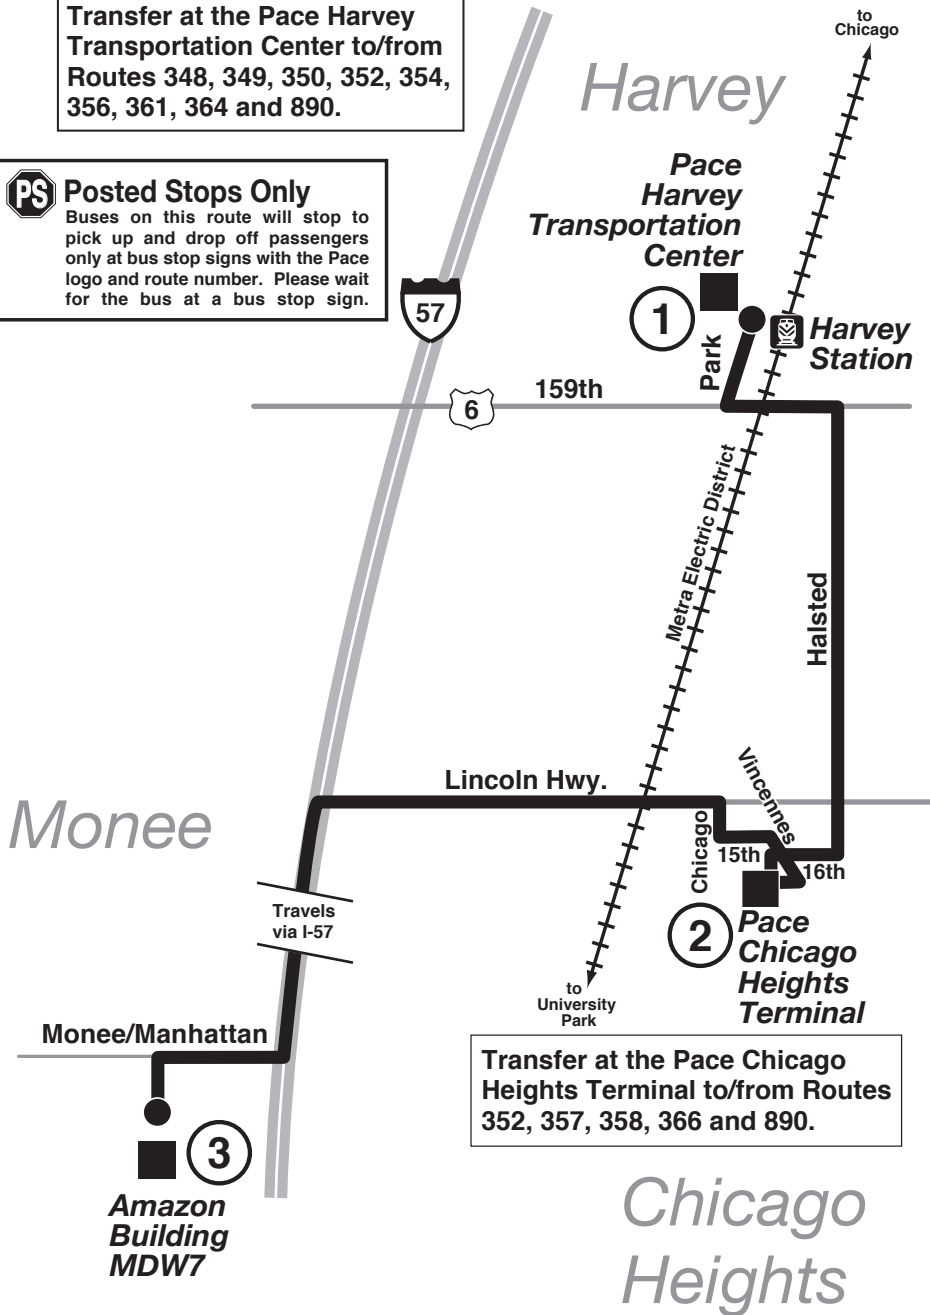 Transfer at the Pace Harvey
Transportation Center to/from
Routes 348, 349, 350, 352, 354,
356, 361, 364 and 890.
to
Chicago
Harvey
PS Posted Stops Only
Buses on this route will stop to
pick up and drop off passengers
only at bus stop signs with the Pace
logo and route number. Please wait
for the bus at a bus stop sign.
Pace
Harvey
Transportation
Center
57
1
Harvey
Station
Park
159th
6
Metra Electric District
Halsted
Lincoln Hwy.
Vincennes
Monee
Chicago
15th
16th
Travels
via I-57
2
Pace
Chicago
Heights
Terminal
to
University
Park
Monee/Manhattan
Transfer at the Pace Chicago
Heights Terminal to/from Routes
352, 357, 358, 366 and 890.
3
Amazon
Building
MDW7
Chicago
Heights